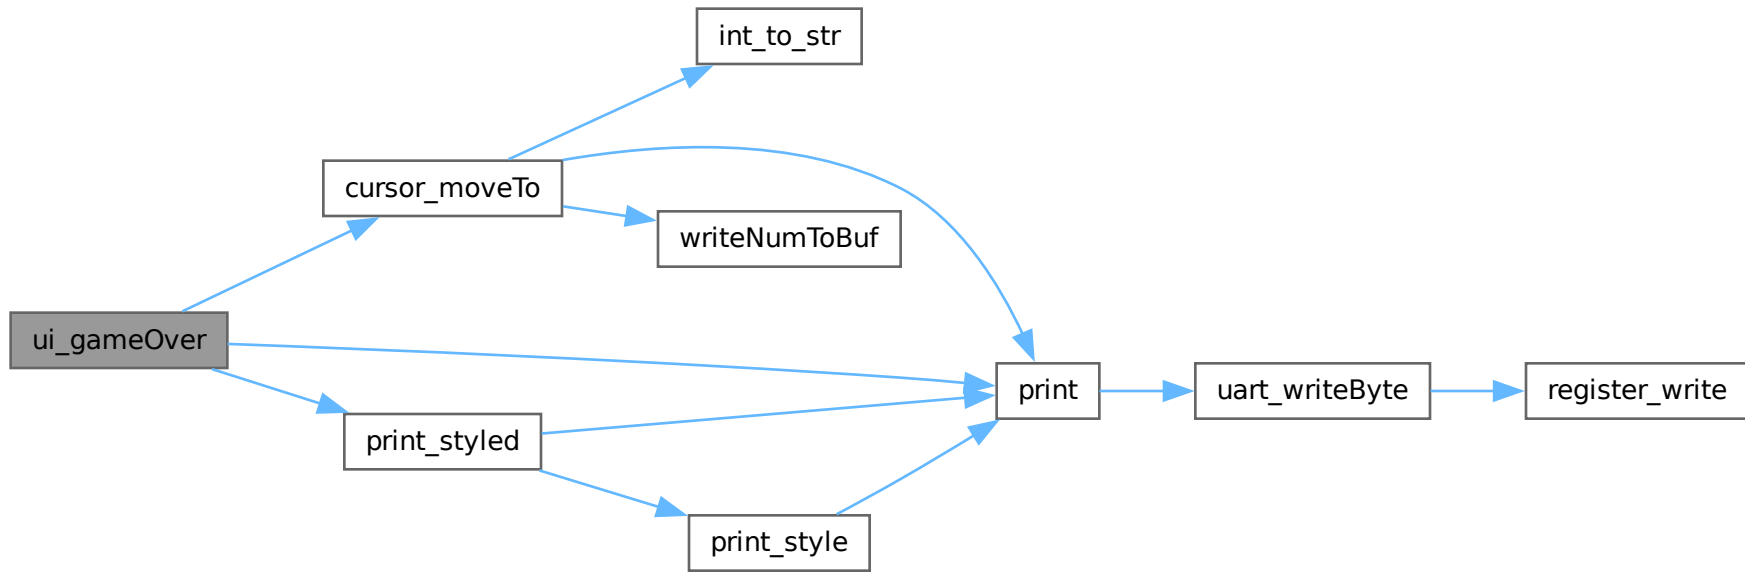 int_to_str
cursor_moveTo
writeNumToBuf
ui_gameOver
print
uart_writeByte
register_write
print_styled
print_style